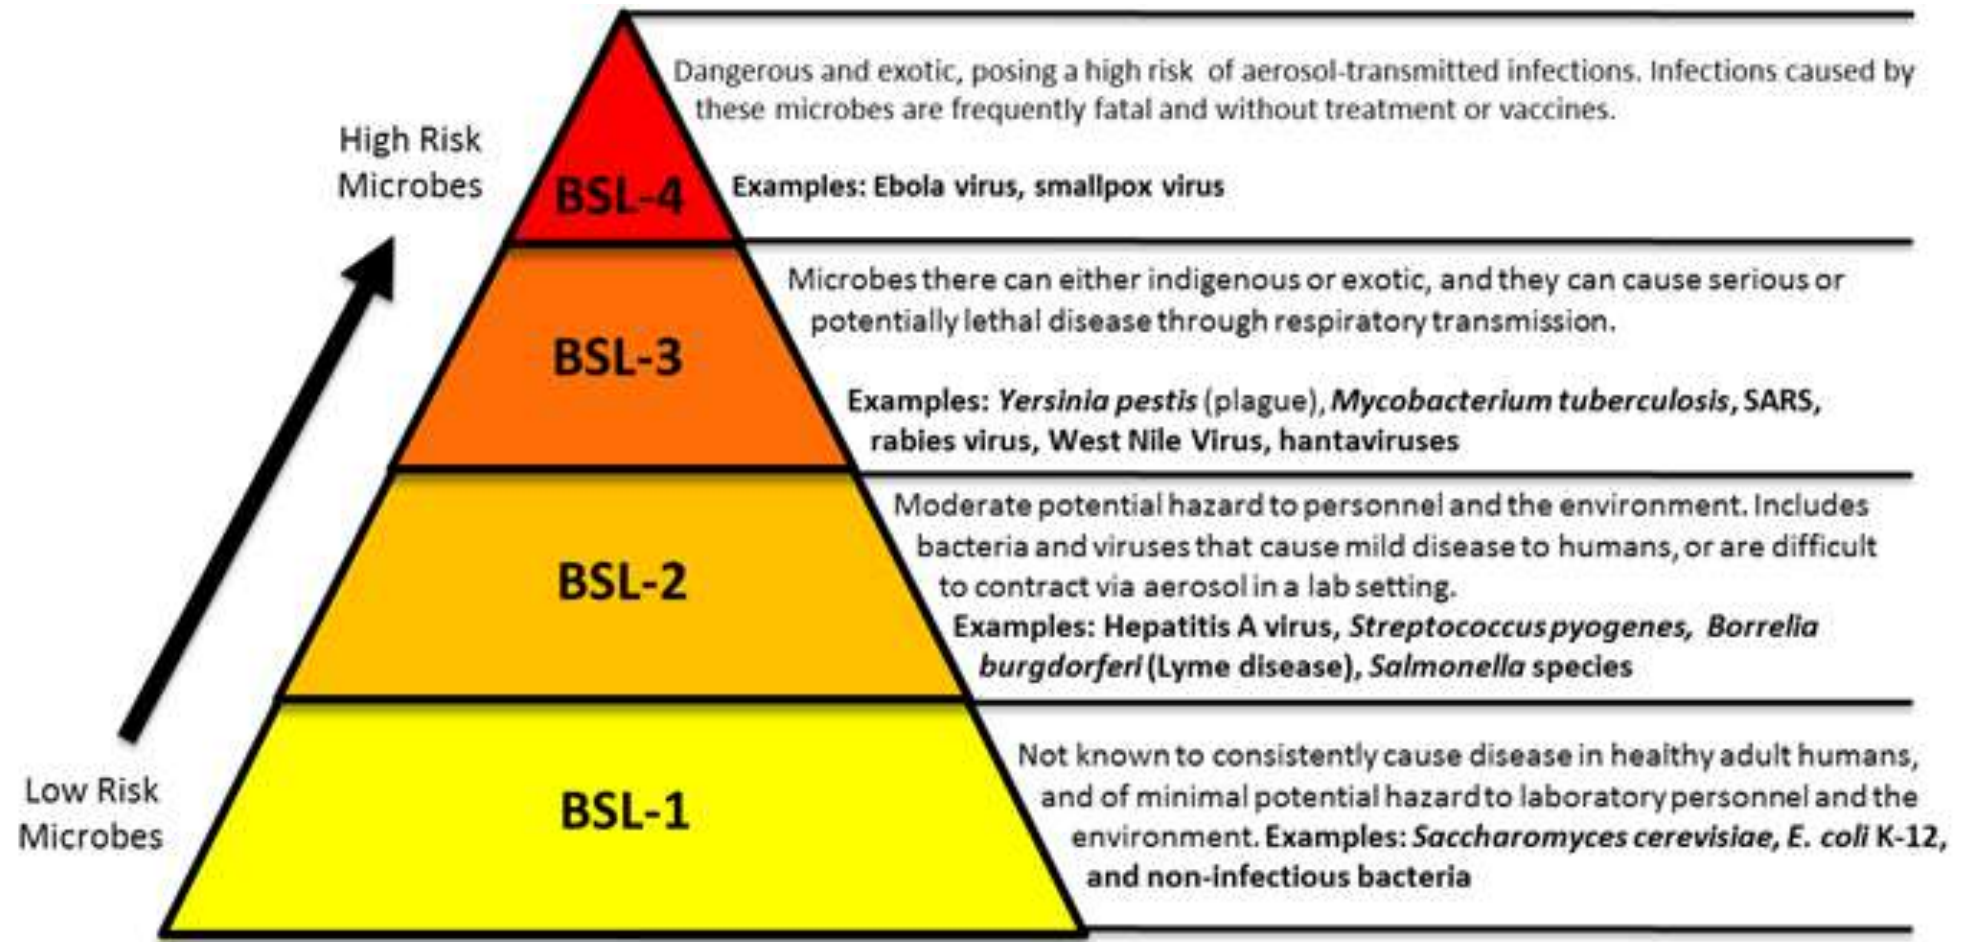 Dangerous and exotic, posing a high risk of aerosol-transmitted infections. Infections caused by
these microbes are frequently fatal and without treatment or vaccines.
High Risk
Microbes
BSL-4
Examples: Ebola virus, smallpox virus
Microbes there can either indigenous or exotic, and they can cause serious or
potentially lethal disease through respiratory transmission.
BSL-3
Examples: Yersinia pestis (plague), Mycobacterium tuberculosis, SARS,
rabies virus, West Nile Virus, hantaviruses
Moderate potential hazard to personnel and the environment. Includes
bacteria and viruses that cause mild disease to humans, or are difficult
to contract via aerosol in a lab setting.
BSL-2
Examples: Hepatitis A virus, Streptococcus pyogenes, Borrelia
burgdorferi (Lyme disease), Salmonella species
Not known to consistently cause disease in healthy adult humans,
and of minimal potential hazard to laboratory personnel and the
environment. Examples: Saccharomyces cerevisiae, E. coli K-12,
and non-infectious bacteria
BSL-1
Low Risk
Microbes